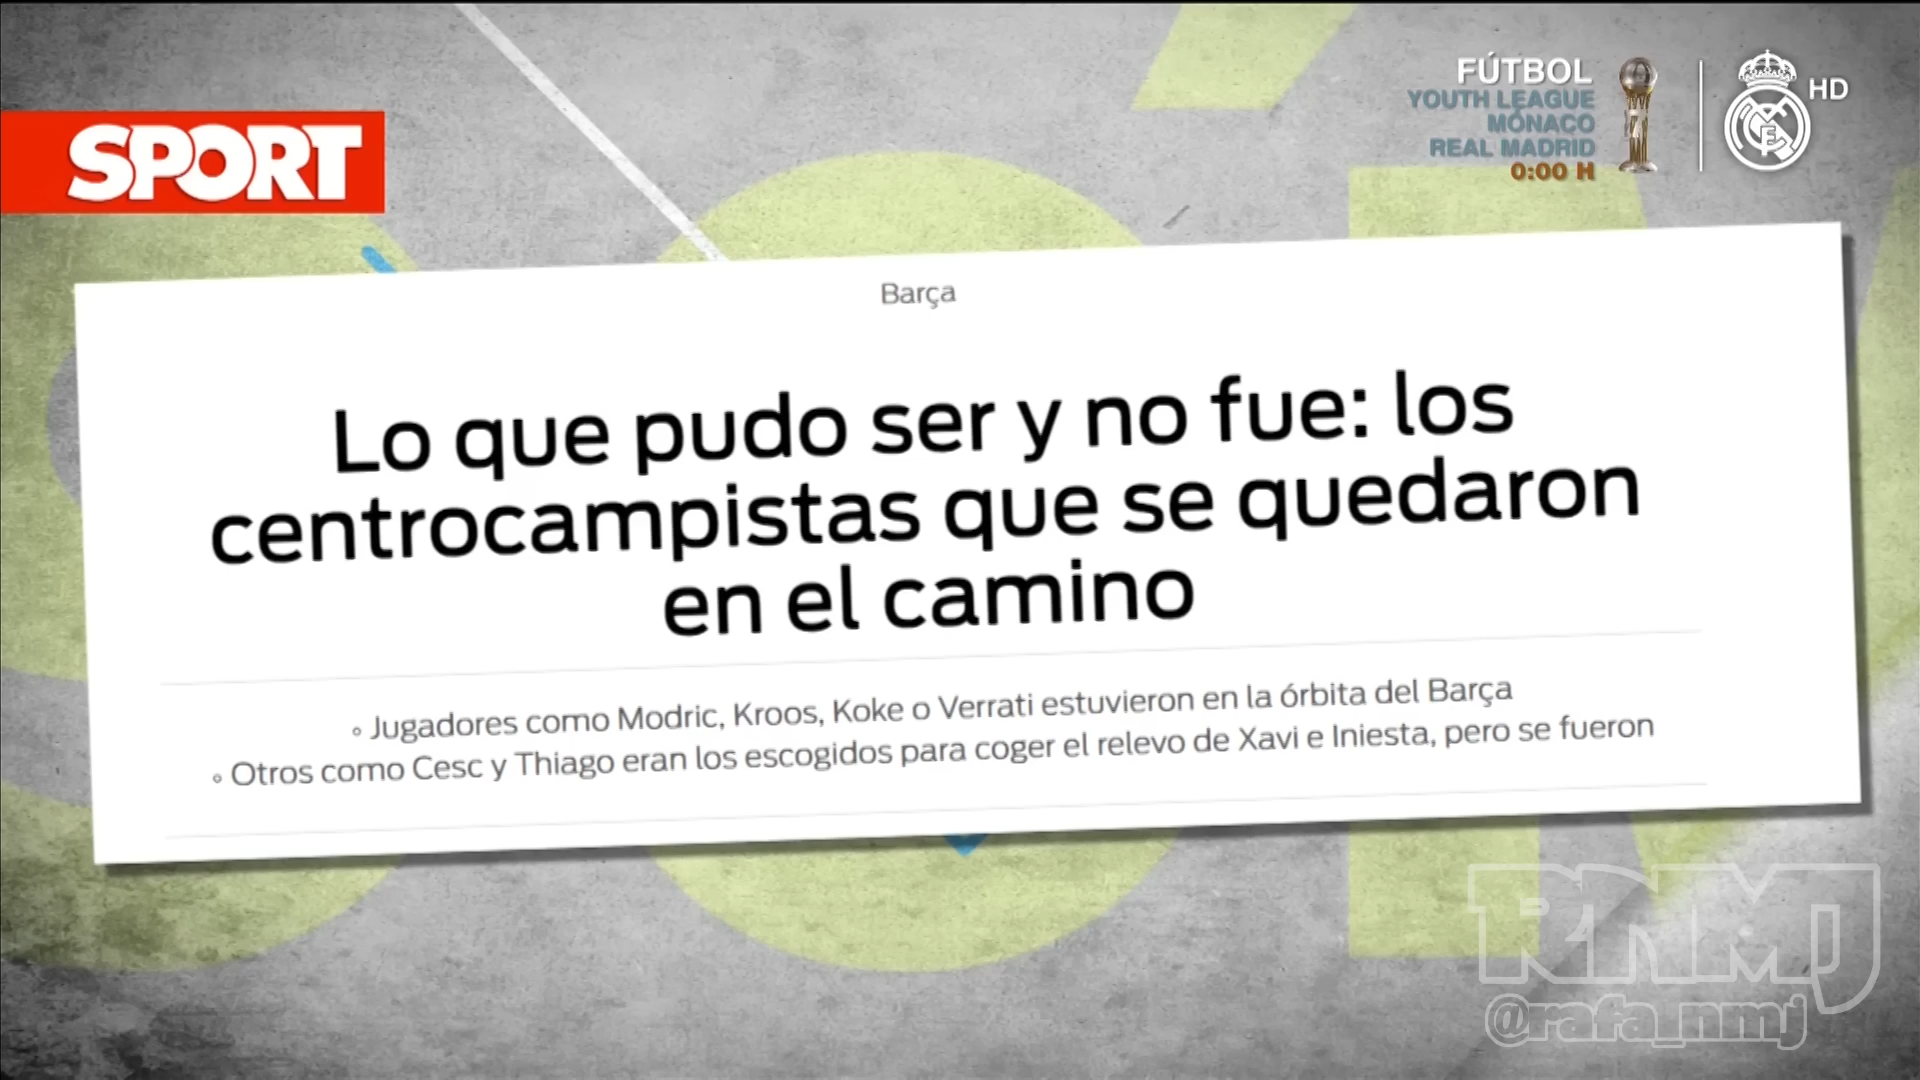 FÚTBOL
YOUTH LEAGUE
MÓNACO
REAL MADRID
0:00 H
HD
SPORT
Barça
Lo que pudo ser y no fue: los
centrocampistas que se quedaron
en el camino
◦ Jugadores como Modric, Kroos, Koke o Verrati estuvieron en la órbita del Barça
◦ Otros como Cesc y Thiago eran los escogidos para coger el relevo de Xavi e Iniesta, pero se fueron
RNMJ
@rafa_nmj